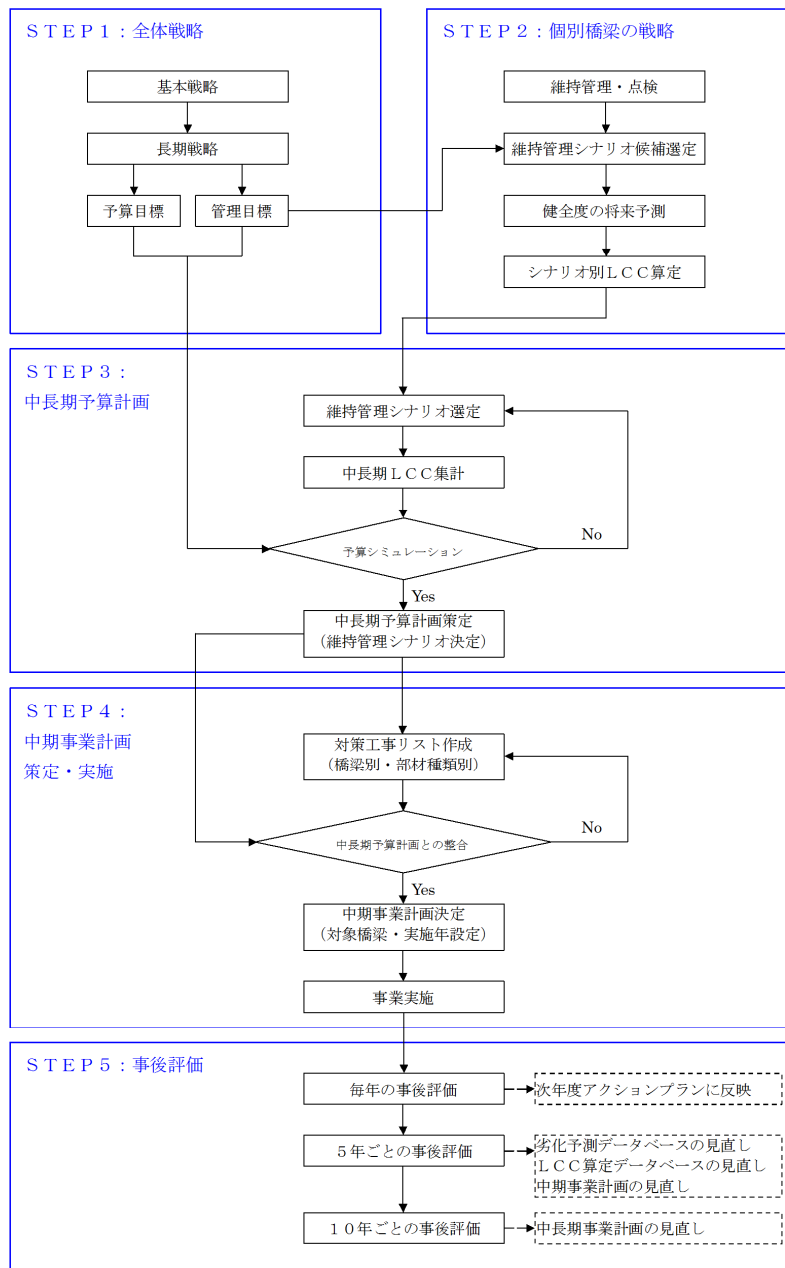 ＳＴＥＰ１：全体戦略
基本戦略
長期戦略
予算目標
管理目標
ＳＴＥＰ２：個別橋梁の戦略
維持管理・点検
維持管理シナリオ候補選定
健全度の将来予測
シナリオ別ＬＣＣ算定
ＳＴＥＰ３：
中長期予算計画
維持管理シナリオ選定
中長期ＬＣＣ集計
予算シミュレーション
No
Yes
中長期予算計画策定
（維持管理シナリオ決定）
ＳＴＥＰ４：
中期事業計画
策定・実施
対策工事リスト作成
（橋梁別・部材種類別）
中長期予算計画との整合
No
Yes
中期事業計画決定
（対象橋梁・実施年設定）
事業実施
ＳＴＥＰ５：事後評価
毎年の事後評価
次年度アクションプランに反映
５年ごとの事後評価
劣化予測データベースの見直し
ＬＣＣ算定データベースの見直し
中期事業計画の見直し
１０年ごとの事後評価
中長期事業計画の見直し